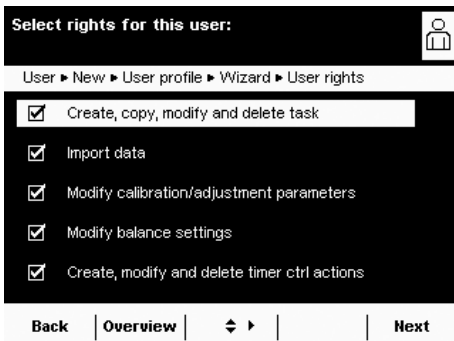 Select rights for this user:
User ▸ New ▸ User profile ▸ Wizard ▸ User rights
Create, copy, modify and delete task
Import data
Modify calibration/adjustment parameters
Modify balance settings
Create, modify and delete timer ctrl actions
Back Overview Next